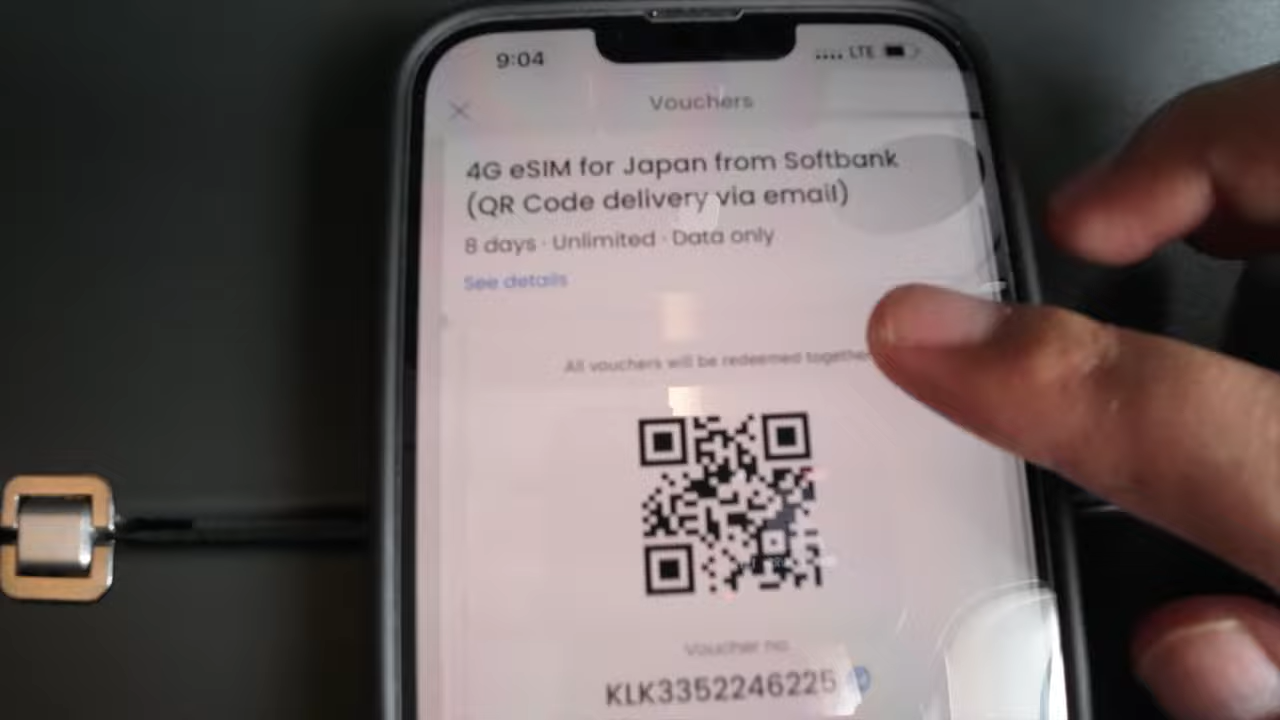 9:04
LTE
Vouchers
4G eSIM for Japan from Softbank
(QR Code delivery via email)
8 days · Unlimited · Data only
See details
All vouchers will be redeemed together
Voucher no.
KLK3352246225